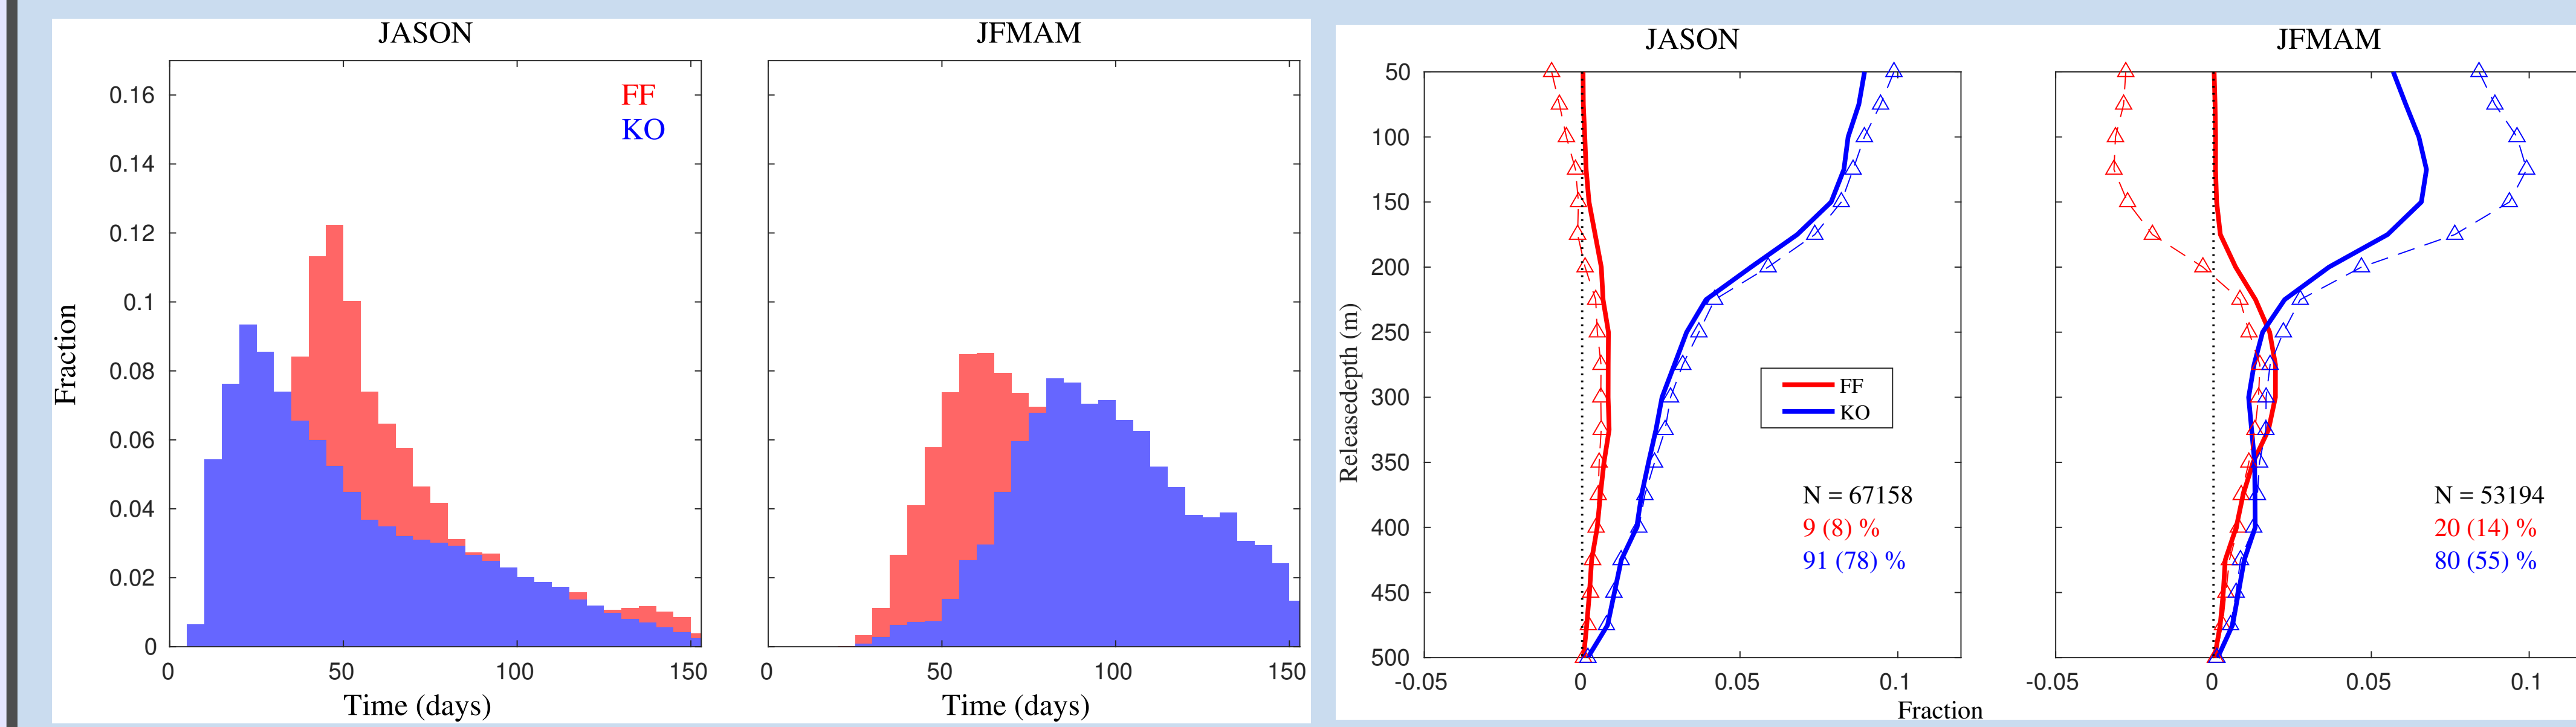 JASON
JFMAM
FF
KO
0.16
0.14
0.12
0.1
0.08
0.06
0.04
0.02
0
Fraction
0
50
100
150
0
50
100
150
Time (days)
Time (days)
JASON
JFMAM
50
100
150
200
250
300
350
400
450
500
Releasedepth (m)
FF
KO
N = 67158
9 (8) %
91 (78) %
N = 53194
20 (14) %
80 (55) %
-0.05
0
0.05
0.1
-0.05
0
0.05
0.1
Fraction